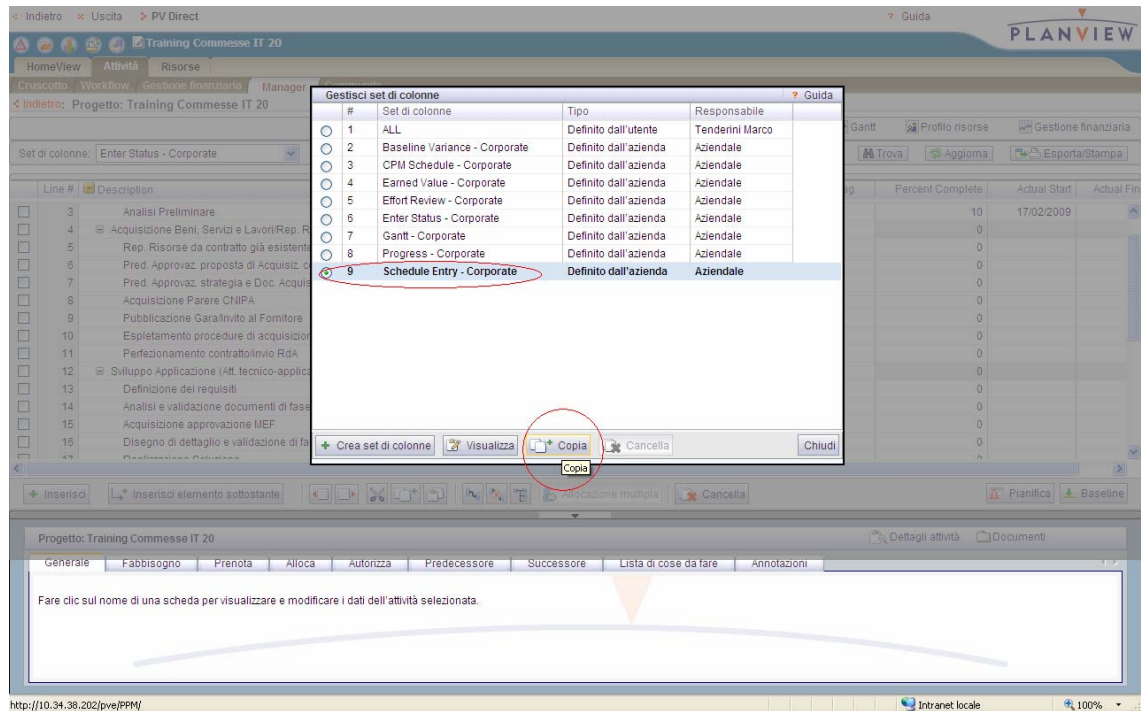 Indietro Uscita PV Direct Guida
PLANVIEW
Training Commesse IT 20
HomeView Attività Risorse
Cruscotto Workflow Gestione finanziaria Manager Community
Indietro: Progetto: Training Commesse IT 20
Gantt Profilo risorse Gestione finanziaria
Set di colonne: Enter Status - Corporate Trova Aggiorna Esporta/Stampa
Line # Description Percent Complete Actual Start Actual Fin
3 Analisi Preliminare 10 17/02/2009
4 Acquisizione Beni, Servizi e Lavori/Rep. R 0
5 Rep. Risorse da contratto già esistente 0
6 Pred. Approvaz. proposta di Acquisiz. c 0
7 Pred. Approvaz. strategia e Doc. Acquis 0
8 Acquisizione Parere CNIPA 0
9 Pubblicazione Gara/Invito al Fornitore 0
10 Espletamento procedure di acquisizion 0
11 Perfezionamento contratto/invio RdA 0
12 Sviluppo Applicazione (Att. tecnico-applica 0
13 Definizione dei requisiti 0
14 Analisi e validazione documenti di fase 0
15 Acquisizione approvazione MEF 0
16 Disegno di dettaglio e validazione di fa 0
Gestisci set di colonne ? Guida
# Set di colonne Tipo Responsabile
1 ALL Definito dall'utente Tenderini Marco
2 Baseline Variance - Corporate Definito dall'azienda Aziendale
3 CPM Schedule - Corporate Definito dall'azienda Aziendale
4 Earned Value - Corporate Definito dall'azienda Aziendale
5 Effort Review - Corporate Definito dall'azienda Aziendale
6 Enter Status - Corporate Definito dall'azienda Aziendale
7 Gantt - Corporate Definito dall'azienda Aziendale
8 Progress - Corporate Definito dall'azienda Aziendale
9 Schedule Entry - Corporate Definito dall'azienda Aziendale
Crea set di colonne Visualizza Copia Cancella Chiudi
Copia
Inserisci Inserisci elemento sottostante Allocazione multipla Cancella Pianifica Baseline
Progetto: Training Commesse IT 20 Dettagli attività Documenti
Generale Fabbisogno Prenota Alloca Autorizza Predecessore Successore Lista di cose da fare Annotazioni
Fare clic sul nome di una scheda per visualizzare e modificare i dati dell'attività selezionata.
http://10.34.38.202/pve/PPM/ Intranet locale 100%